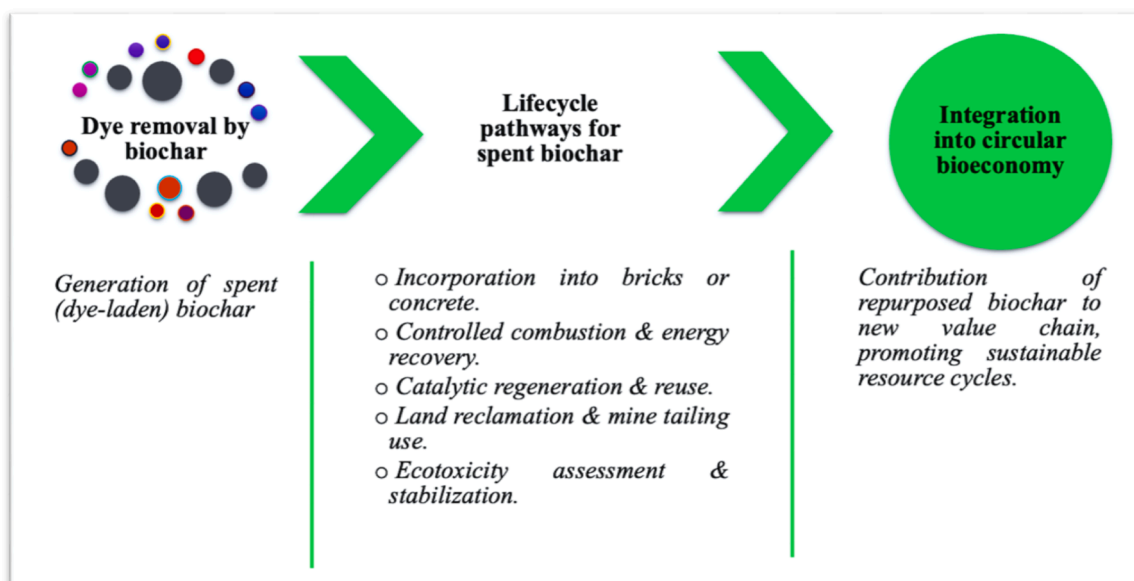 Dye removal by
biochar
Lifecycle
pathways for
spent biochar
Integration
into circular
bioeconomy
Generation of spent
(dye-laden) biochar
○ Incorporation into bricks or
concrete.
○ Controlled combustion & energy
recovery.
○ Catalytic regeneration & reuse.
○ Land reclamation & mine tailing
use.
○ Ecotoxicity assessment &
stabilization.
Contribution of
repurposed biochar to
new value chain,
promoting sustainable
resource cycles.